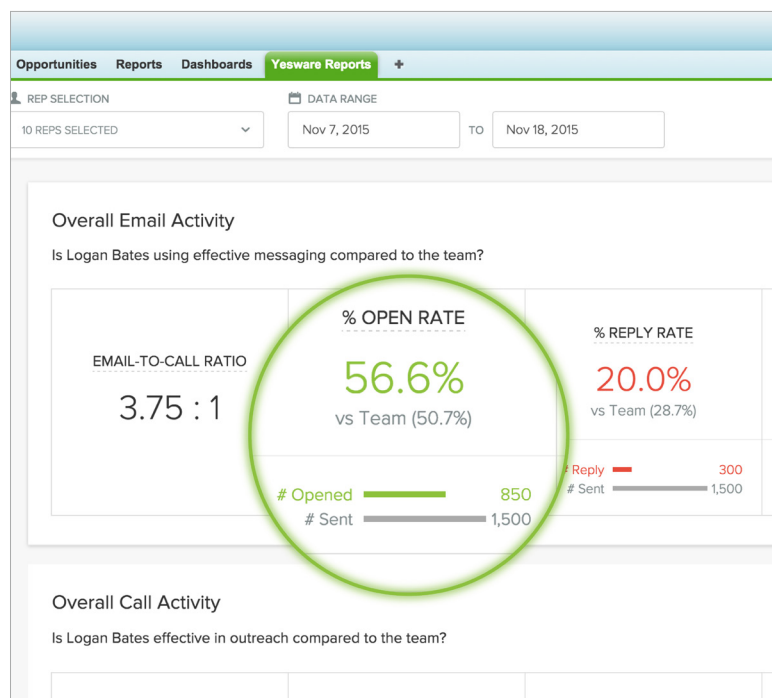 Opportunities Reports Dashboards Yesware Reports +
REP SELECTION DATA RANGE
10 REPS SELECTED Nov 7, 2015 TO Nov 18, 2015
Overall Email Activity
Is Logan Bates using effective messaging compared to the team?
EMAIL-TO-CALL RATIO
3.75 : 1
% OPEN RATE
56.6%
vs Team (50.7%)
# Opened 850
# Sent 1,500
% REPLY RATE
20.0%
vs Team (28.7%)
# Reply 300
# Sent 1,500
Overall Call Activity
Is Logan Bates effective in outreach compared to the team?